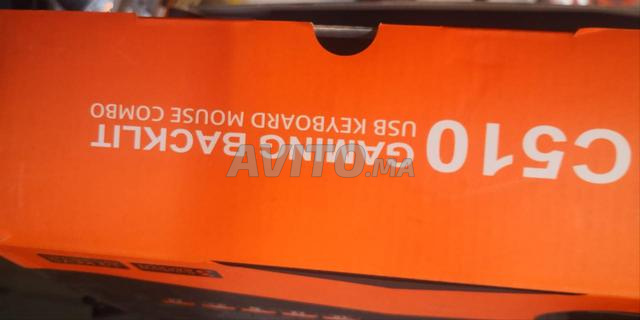 C510
GAMING BACKLIT
USB KEYBOARD MOUSE COMBO
AVITO.MA